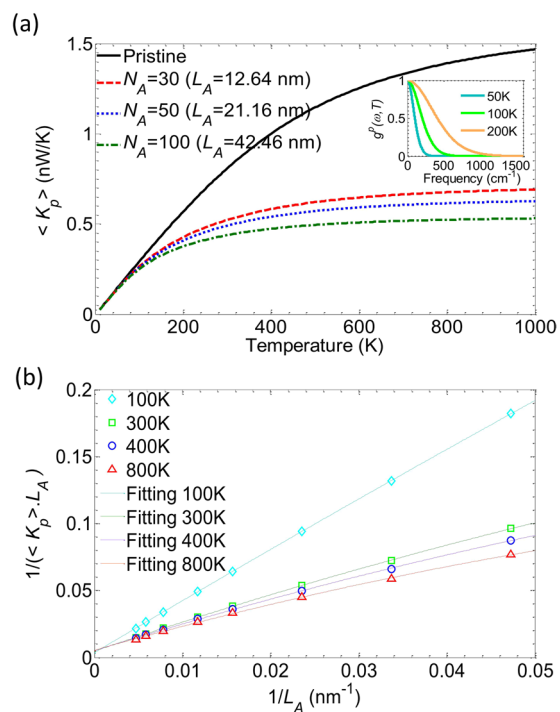 (a)
1.5
1
0.5
0
< Kp > (nW/K)
Pristine
NA=30 (LA=12.64 nm)
NA=50 (LA=21.16 nm)
NA=100 (LA=42.46 nm)
1
0.5
0
gp(ω,T)
50K
100K
200K
0 500 1000 1500
Frequency (cm-1)
0 200 400 600 800 1000
Temperature (K)
(b)
0.2
0.15
0.1
0.05
0
1/(< Kp >.LA)
100K
300K
400K
800K
Fitting 100K
Fitting 300K
Fitting 400K
Fitting 800K
0 0.01 0.02 0.03 0.04 0.05
1/LA (nm-1)